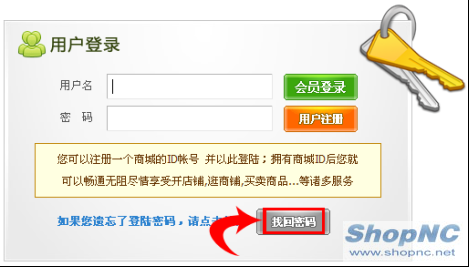 用户登录
用户名
会员登录
密 码
用户注册
您可以注册一个商城的ID帐号 并以此登陆；拥有商城ID后您就
可以畅通无阻尽情享受开店铺,逛商铺,买卖商品...等诸多服务
如果您遗忘了登陆密码，请点 找回密码
ShopNC
www.shopnc.net